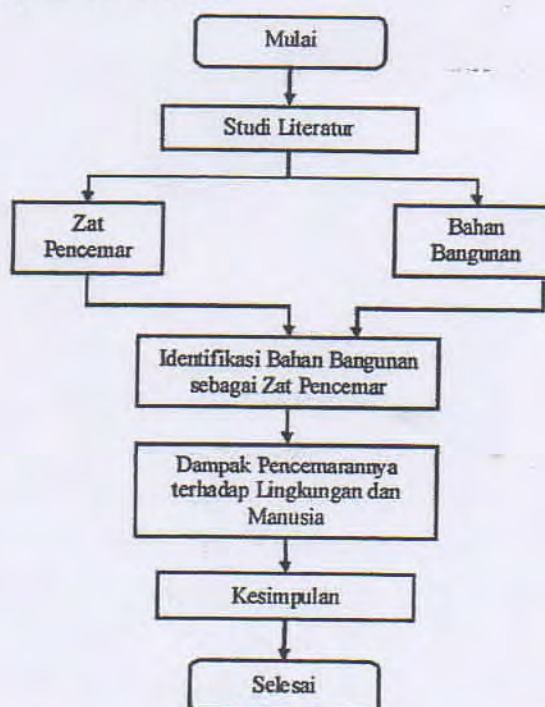 Mulai
Studi Literatur
Zat
Pencemar
Bahan
Bangunan
Identifikasi Bahan Bangunan
sebagai Zat Pencemar
Dampak Pencemarannya
terhadap Lingkungan dan
Manusia
Kesimpulan
Selesai